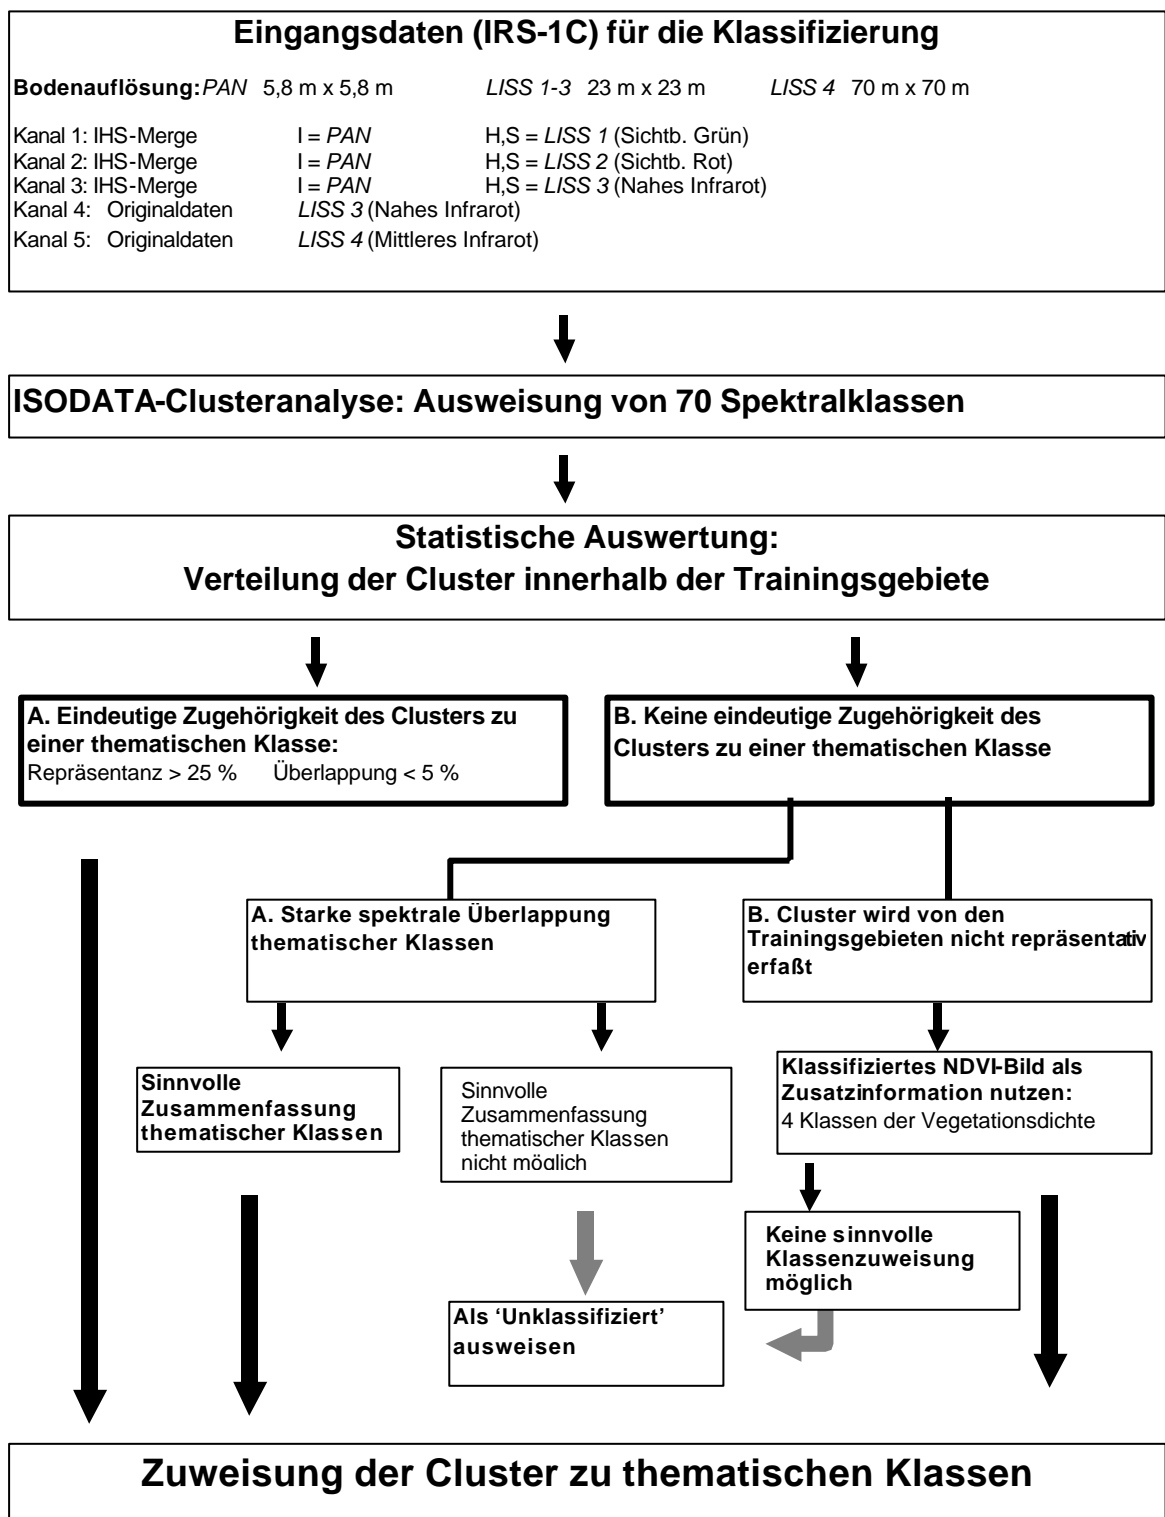 Eingangsdaten (IRS-1C) für die Klassifizierung
Bodenauflösung: PAN 5,8 m x 5,8 m LISS 1-3 23 m x 23 m LISS 4 70 m x 70 m
Kanal 1: IHS-Merge I = PAN H,S = LISS 1 (Sichtb. Grün)
Kanal 2: IHS-Merge I = PAN H,S = LISS 2 (Sichtb. Rot)
Kanal 3: IHS-Merge I = PAN H,S = LISS 3 (Nahes Infrarot)
Kanal 4: Originaldaten LISS 3 (Nahes Infrarot)
Kanal 5: Originaldaten LISS 4 (Mittleres Infrarot)
ISODATA-Clusteranalyse: Ausweisung von 70 Spektralklassen
Statistische Auswertung:
Verteilung der Cluster innerhalb der Trainingsgebiete
A. Eindeutige Zugehörigkeit des Clusters zu
einer thematischen Klasse:
Repräsentanz > 25 % Überlappung < 5 %
B. Keine eindeutige Zugehörigkeit des
Clusters zu einer thematischen Klasse
A. Starke spektrale Überlappung
thematischer Klassen
B. Cluster wird von den
Trainingsgebieten nicht repräsentativ
erfaßt
Sinnvolle
Zusammenfassung
thematischer Klassen
Sinnvolle
Zusammenfassung
thematischer Klassen
nicht möglich
Klassifiziertes NDVI-Bild als
Zusatzinformation nutzen:
4 Klassen der Vegetationsdichte
Keine sinnvolle
Klassenzuweisung
möglich
Als ‘Unklassifiziert’
ausweisen
Zuweisung der Cluster zu thematischen Klassen